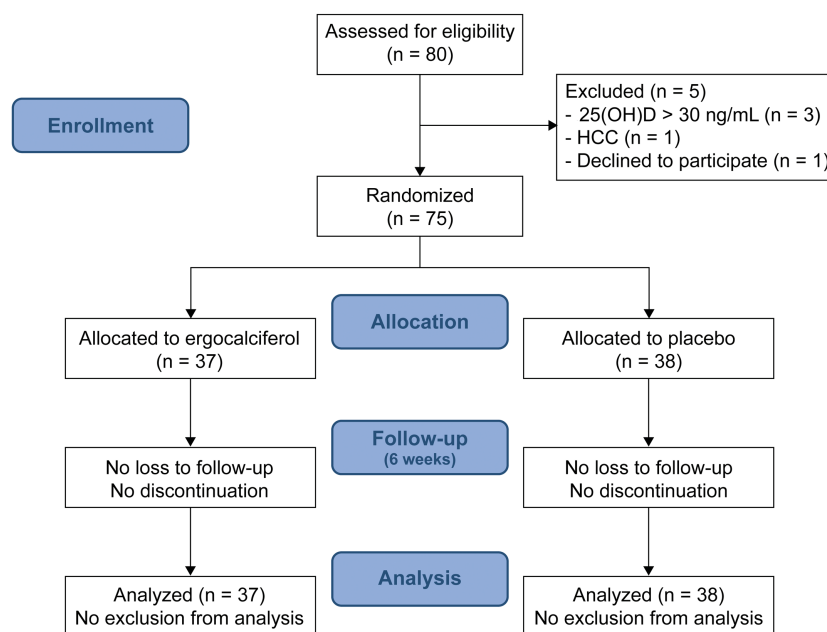 Assessed for eligibility
(n = 80)
Enrollment
Excluded (n = 5)
- 25(OH)D > 30 ng/mL (n = 3)
- HCC (n = 1)
- Declined to participate (n = 1)
Randomized
(n = 75)
Allocation
Allocated to ergocalciferol
(n = 37)
Allocated to placebo
(n = 38)
Follow-up
(6 weeks)
No loss to follow-up
No discontinuation
No loss to follow-up
No discontinuation
Analysis
Analyzed (n = 37)
No exclusion from analysis
Analyzed (n = 38)
No exclusion from analysis